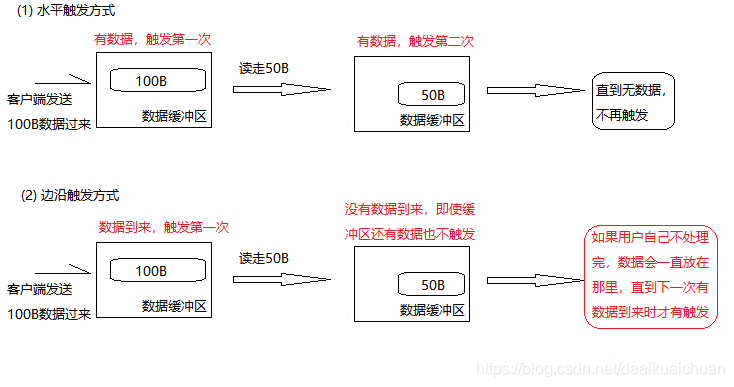 (1) 水平触发方式
有数据，触发第一次
有数据，触发第二次
100B
读走50B
50B
直到无数据，
不再触发
客户端发送
100B数据过来
数据缓冲区
数据缓冲区
(2) 边沿触发方式
数据到来，触发第一次
没有数据到来，即使缓
冲区还有数据也不触发
100B
读走50B
50B
如果用户自己不处理
完，数据会一直放在
那里，直到下一次有
数据到来时才有触发
客户端发送
100B数据过来
数据缓冲区
数据缓冲区
https://blog.csdn.net/daaikuaichuan